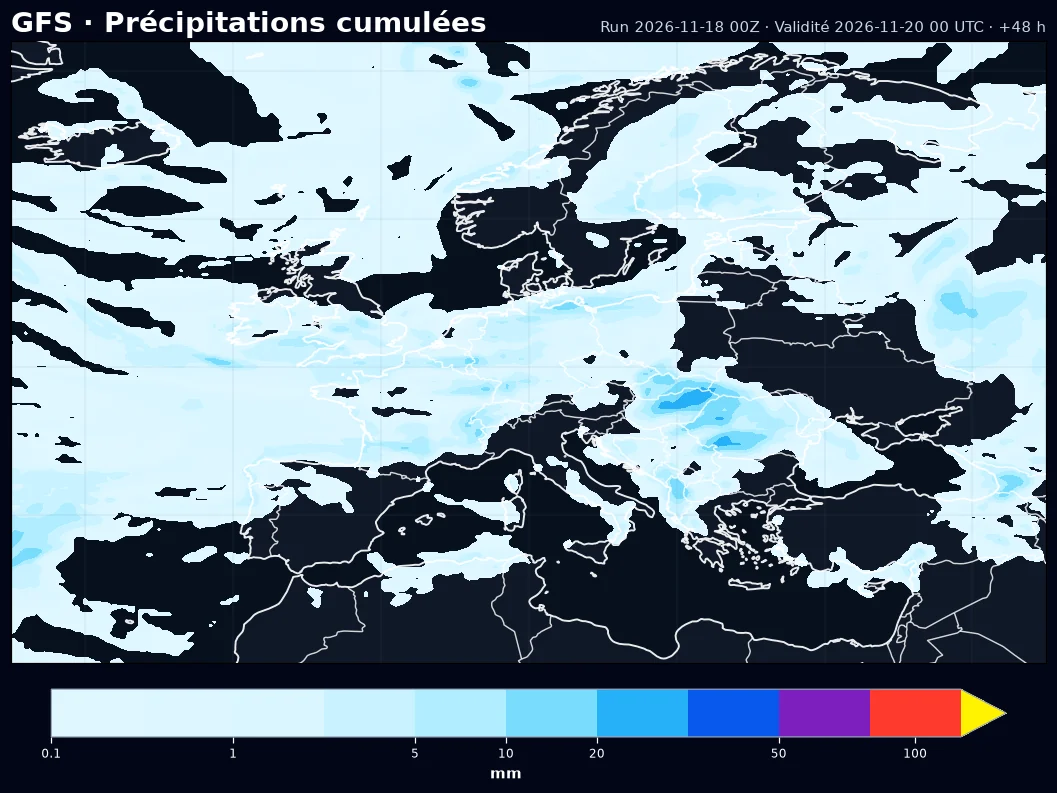 GFS · Précipitations cumulées
Run 2026-11-18 00Z · Validité 2026-11-20 00 UTC · +48 h
0.1 1 5 10 20 50 100
mm